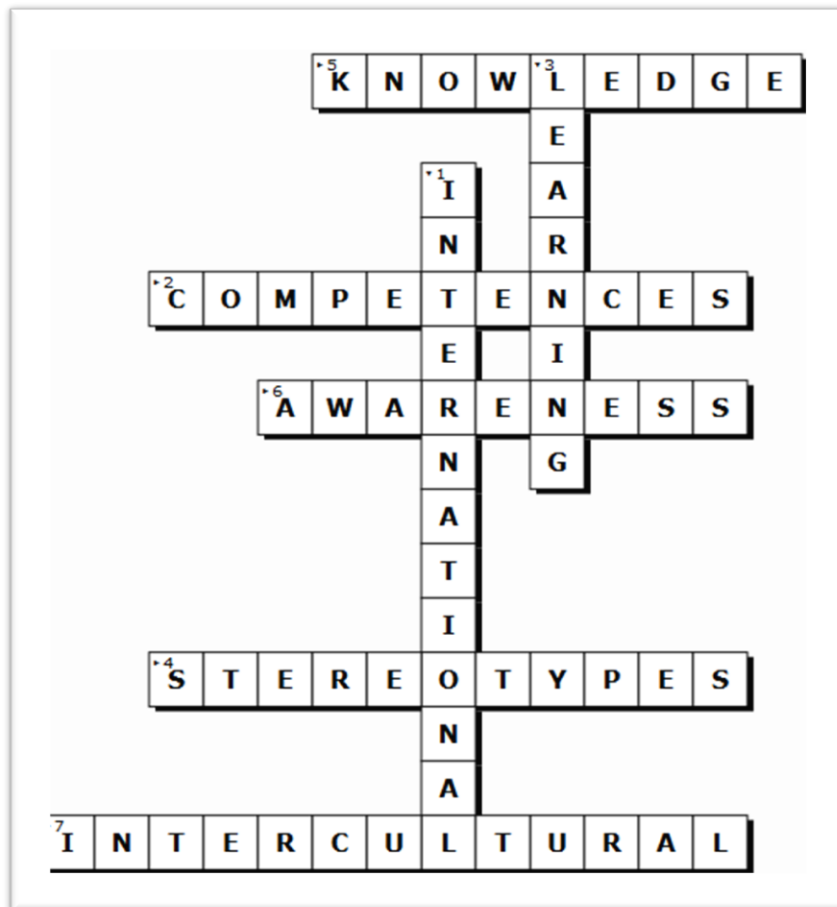 5 K N O W 3 L E D G E
E
1 I A
N R
2 C O M P E T E N C E S
E I
6 A W A R E N E S S
N G
A
T
I
4 S T E R E O T Y P E S
N
A
7 I N T E R C U L T U R A L